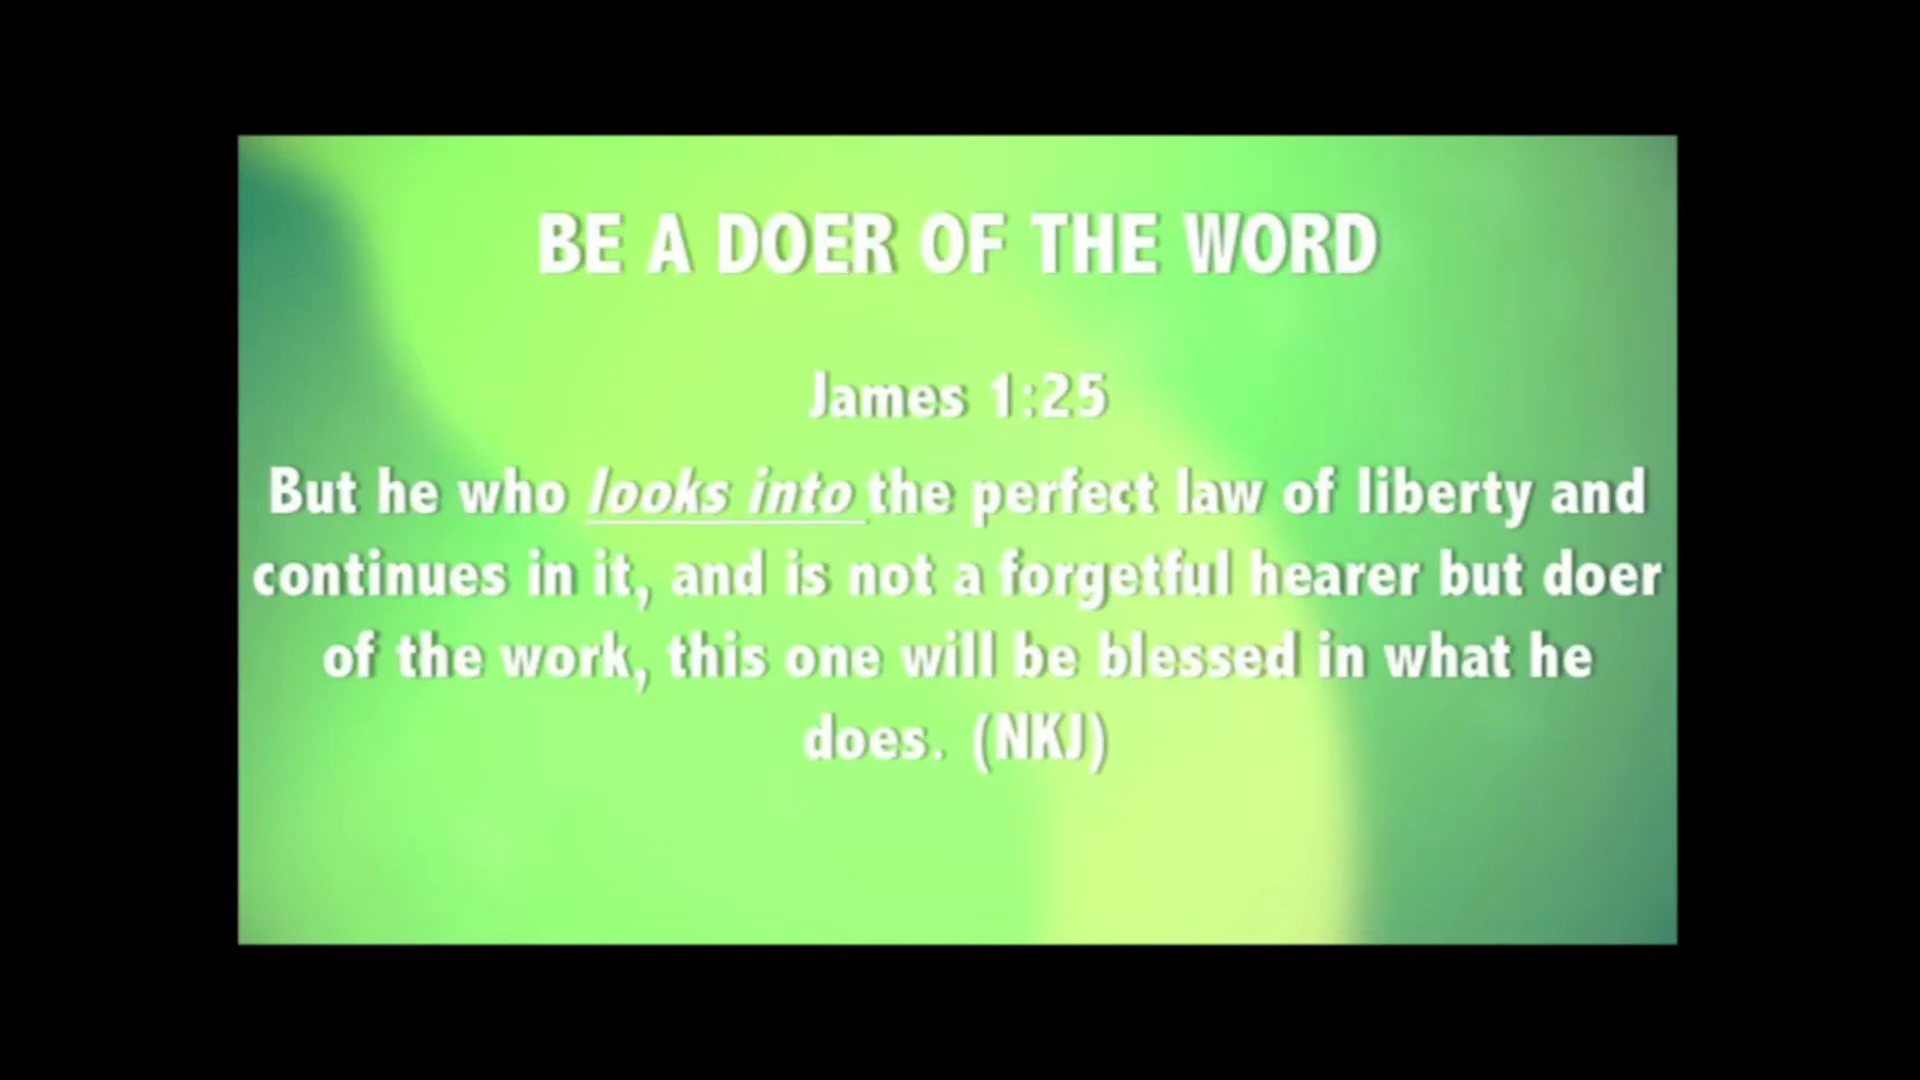 BE A DOER OF THE WORD
James 1:25
But he who looks into the perfect law of liberty and
continues in it, and is not a forgetful hearer but doer
of the work, this one will be blessed in what he
does. (NKJ)